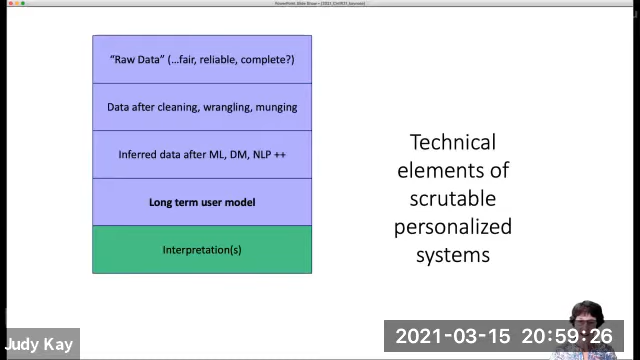 "Raw Data" (...fair, reliable, complete?)
Data after cleaning, wrangling, munging
Inferred data after ML, DM, NLP ++
Long term user model
Interpretation(s)
Technical
elements of
scrutable
personalized
systems
Judy Kay
2021-03-15 20:59:26